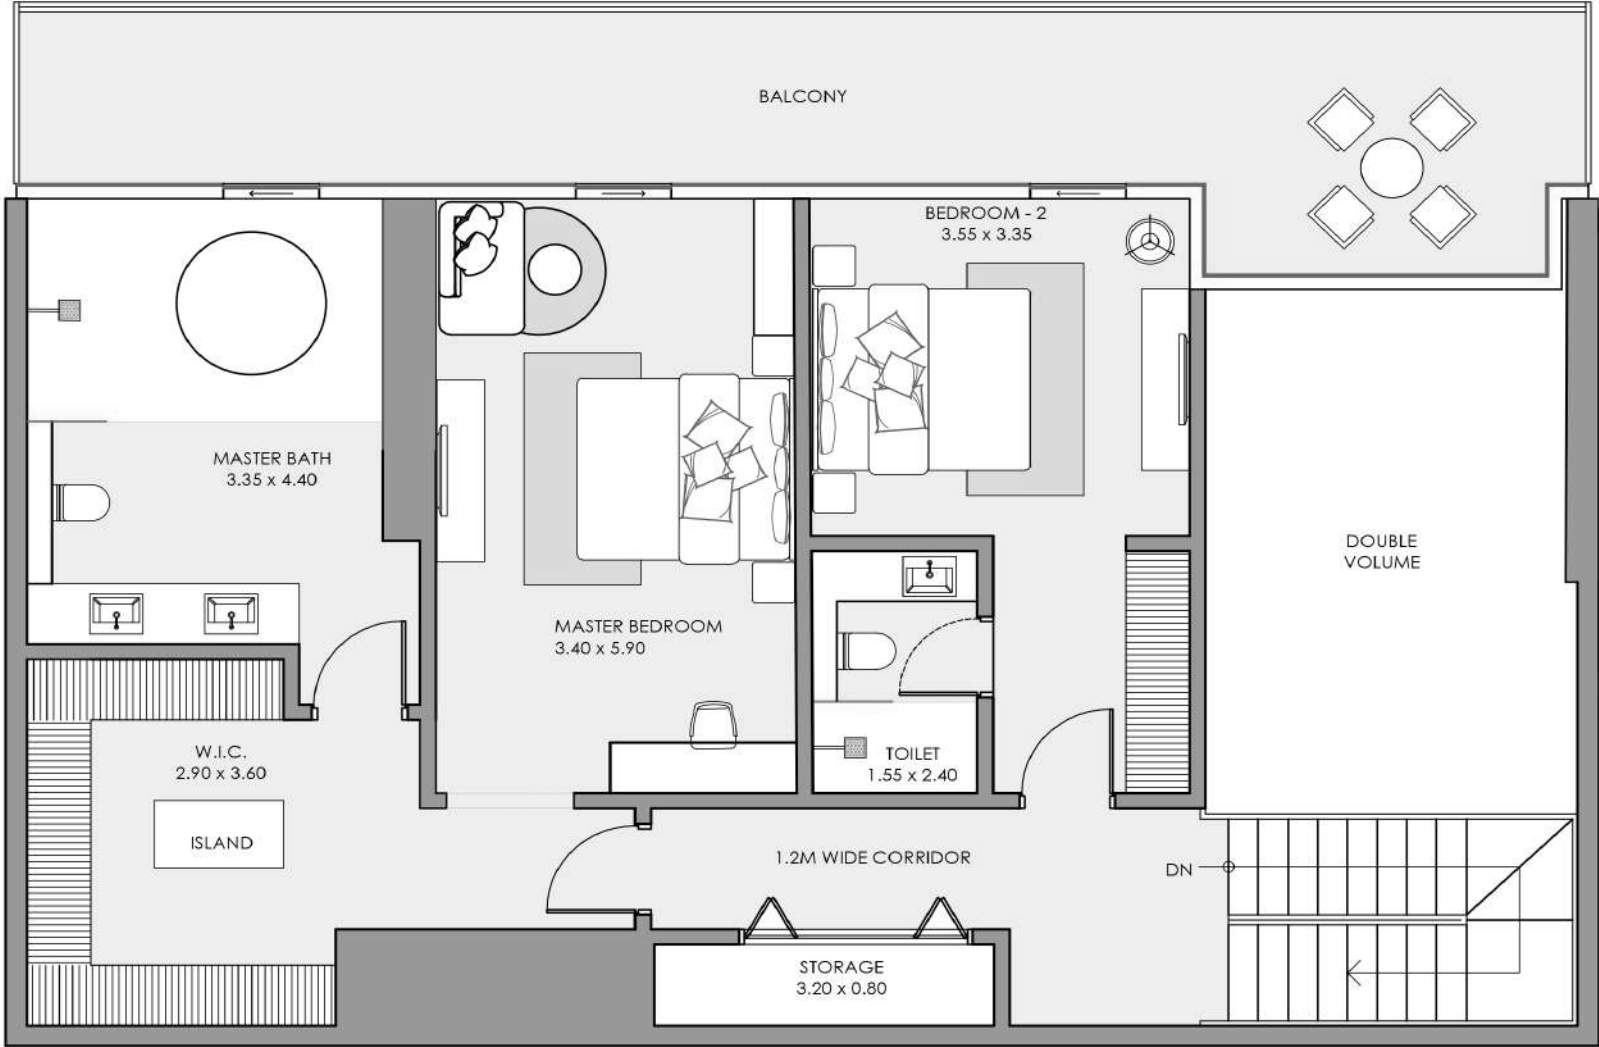 BALCONY
BEDROOM - 2
3.55 x 3.35
MASTER BATH
3.35 x 4.40
DOUBLE
VOLUME
MASTER BEDROOM
3.40 x 5.90
W.I.C.
2.90 x 3.60
TOILET
1.55 x 2.40
ISLAND
1.2M WIDE CORRIDOR
DN
STORAGE
3.20 x 0.80